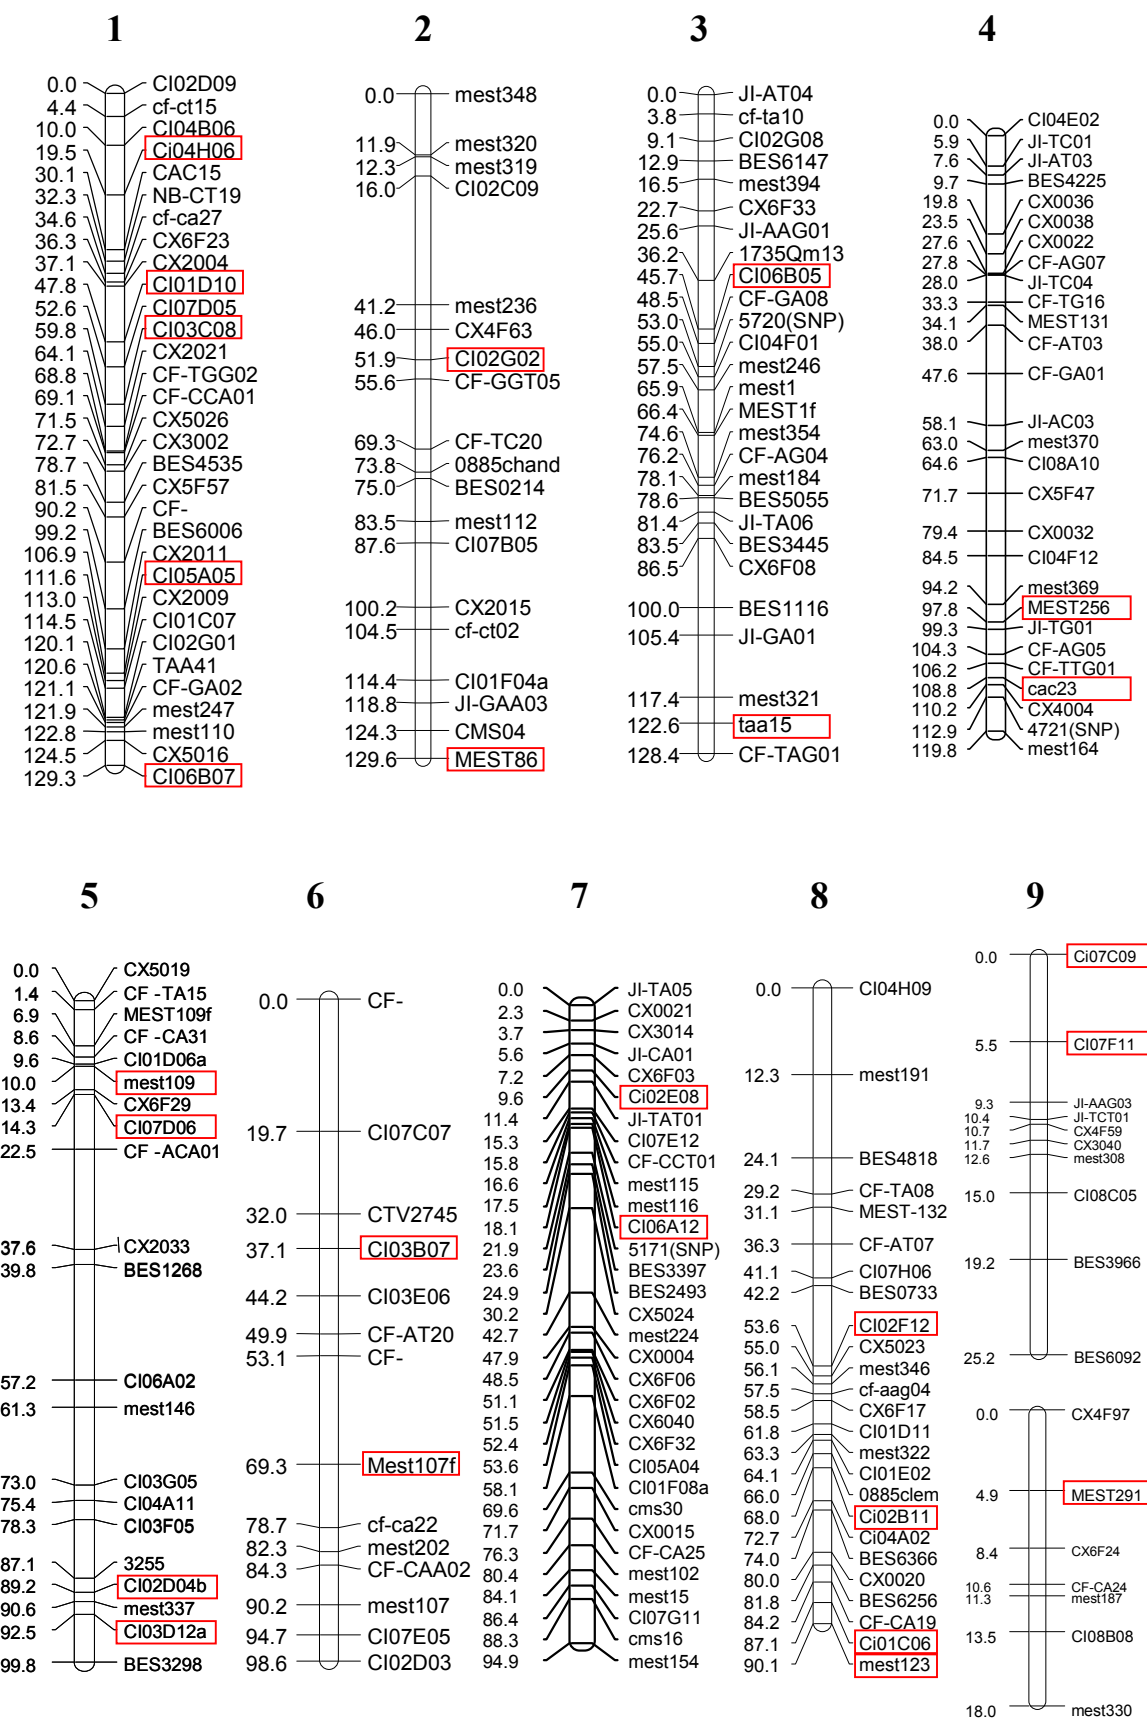 1
0.0 CI02D09
4.4 cf-ct15
10.0 CI04B06
19.5 Ci04H06
30.1 CAC15
32.3 NB-CT19
34.6 cf-ca27
36.3 CX6F23
37.1 CX2004
47.8 CI01D10
52.6 CI07D05
59.8 CI03C08
64.1 CX2021
68.8 CF-TGG02
69.1 CF-CCA01
71.5 CX5026
72.7 CX3002
78.7 BES4535
81.5 CX5F57
90.2 CF-
99.2 BES6006
106.9 CX2011
111.6 CI05A05
113.0 CX2009
114.5 CI01C07
120.1 CI02G01
120.6 TAA41
121.1 CF-GA02
121.9 mest247
122.8 mest110
124.5 CX5016
129.3 CI06B07
2
0.0 mest348
11.9 mest320
12.3 mest319
16.0 CI02C09
41.2 mest236
46.0 CX4F63
51.9 CI02G02
55.6 CF-GGT05
69.3 CF-TC20
73.8 0885chand
75.0 BES0214
83.5 mest112
87.6 CI07B05
100.2 CX2015
104.5 cf-ct02
114.4 CI01F04a
118.8 JI-GAA03
124.3 CMS04
129.6 MEST86
3
0.0 JI-AT04
3.8 cf-ta10
9.1 CI02G08
12.9 BES6147
16.5 mest394
22.7 CX6F33
25.6 JI-AAG01
36.2 1735Qm13
45.7 CI06B05
48.5 CF-GA08
53.0 5720(SNP)
55.0 CI04F01
57.5 mest246
65.9 mest1
66.4 MEST1f
74.6 mest354
76.2 CF-AG04
78.1 mest184
78.6 BES5055
81.4 JI-TA06
83.5 BES3445
86.5 CX6F08
100.0 BES1116
105.4 JI-GA01
117.4 mest321
122.6 taa15
128.4 CF-TAG01
4
0.0 CI04E02
5.9 JI-TC01
7.6 JI-AT03
9.7 BES4225
19.8 CX0036
23.5 CX0038
27.6 CX0022
27.8 CF-AG07
28.0 JI-TC04
33.3 CF-TG16
34.1 MEST131
38.0 CF-AT03
47.6 CF-GA01
58.1 JI-AC03
63.0 mest370
64.6 CI08A10
71.7 CX5F47
79.4 CX0032
84.5 CI04F12
94.2 mest369
97.8 MEST256
99.3 JI-TG01
104.3 CF-AG05
106.2 CF-TTG01
108.8 cac23
110.2 CX4004
112.9 4721(SNP)
119.8 mest164
5
0.0 CX5019
1.4 CF -TA15
6.9 MEST109f
8.6 CF -CA31
9.6 CI01D06a
10.0 mest109
13.4 CX6F29
14.3 CI07D06
22.5 CF -ACA01
37.6 CX2033
39.8 BES1268
57.2 CI06A02
61.3 mest146
73.0 CI03G05
75.4 CI04A11
78.3 CI03F05
87.1 3255
89.2 CI02D04b
90.6 mest337
92.5 CI03D12a
99.8 BES3298
6
0.0 CF-
19.7 CI07C07
32.0 CTV2745
37.1 CI03B07
44.2 CI03E06
49.9 CF-AT20
53.1 CF-
69.3 Mest107f
78.7 cf-ca22
82.3 mest202
84.3 CF-CAA02
90.2 mest107
94.7 CI07E05
98.6 CI02D03
7
0.0 JI-TA05
2.3 CX0021
3.7 CX3014
5.6 JI-CA01
7.2 CX6F03
9.6 Ci02E08
11.4 JI-TAT01
15.3 CI07E12
15.8 CF-CCT01
16.6 mest115
17.5 mest116
18.1 CI06A12
21.9 5171(SNP)
23.6 BES3397
24.9 BES2493
30.2 CX5024
42.7 mest224
47.9 CX0004
48.5 CX6F06
51.1 CX6F02
51.5 CX6040
52.4 CX6F32
53.6 CI05A04
58.1 CI01F08a
69.6 cms30
71.7 CX0015
76.3 CF-CA25
80.4 mest102
84.1 mest15
86.4 CI07G11
88.3 cms16
94.9 mest154
8
0.0 CI04H09
12.3 mest191
24.1 BES4818
29.2 CF-TA08
31.1 MEST-132
36.3 CF-AT07
41.1 CI07H06
42.2 BES0733
53.6 CI02F12
55.0 CX5023
56.1 mest346
57.5 cf-aag04
58.5 CX6F17
61.8 CI01D11
63.3 mest322
64.1 CI01E02
66.0 0885clem
68.0 Ci02B11
72.7 Ci04A02
74.0 BES6366
80.0 CX0020
81.8 BES6256
84.2 CF-CA19
87.1 Ci01C06
90.1 mest123
9
0.0 Ci07C09
5.5 CI07F11
9.3 JI-AAG03
10.4 JI-TCT01
10.7 CX4F59
11.7 CX3040
12.6 mest308
15.0 CI08C05
19.2 BES3966
25.2 BES6092
0.0 CX4F97
4.9 MEST291
8.4 CX6F24
10.6 CF-CA24
11.3 mest187
13.5 CI08B08
18.0 mest330